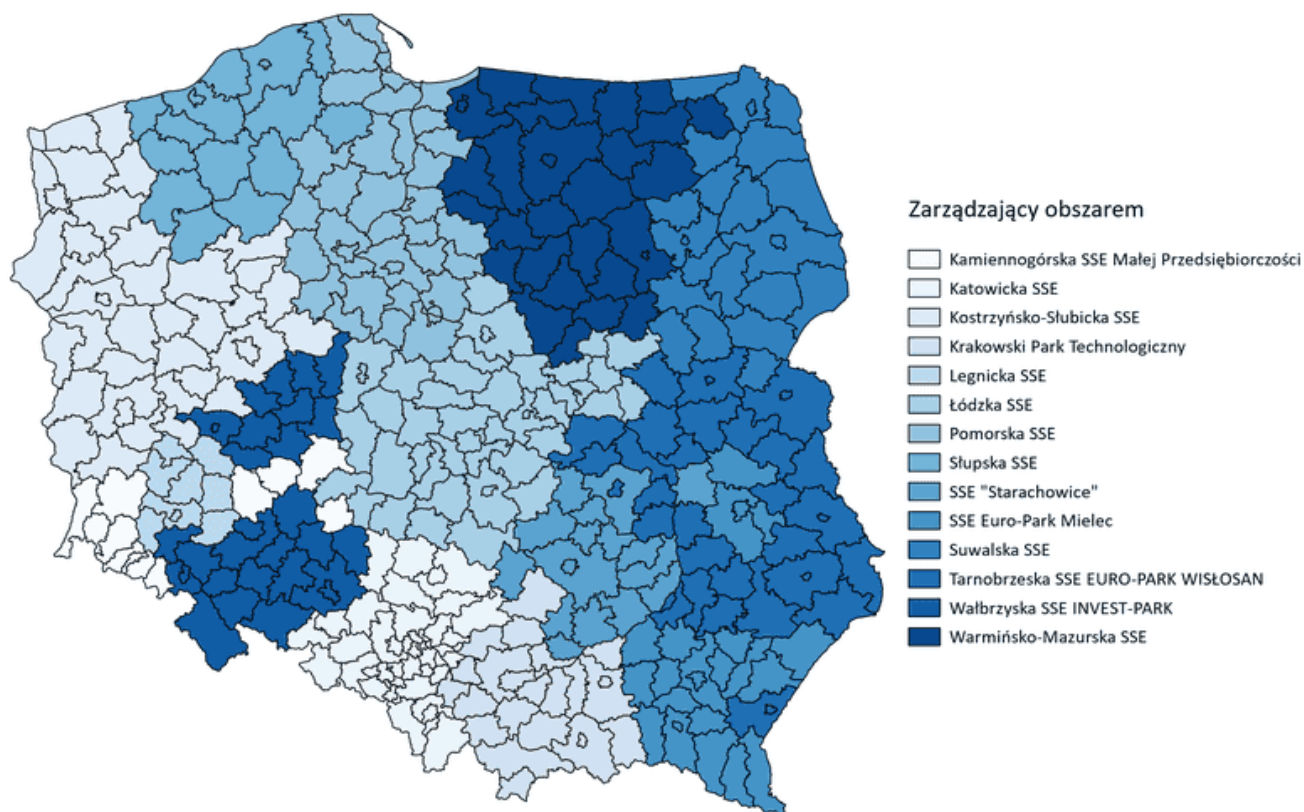 Zarządzający obszarem
Kamiennogórska SSE Małej Przedsiębiorczości
Katowicka SSE
Kostrzyńsko-Słubicka SSE
Krakowski Park Technologiczny
Legnicka SSE
Łódzka SSE
Pomorska SSE
Słupska SSE
SSE "Starachowice"
SSE Euro-Park Mielec
Suwalska SSE
Tarnobrzeska SSE EURO-PARK WISŁOSAN
Wałbrzyska SSE INVEST-PARK
Warmińsko-Mazurska SSE